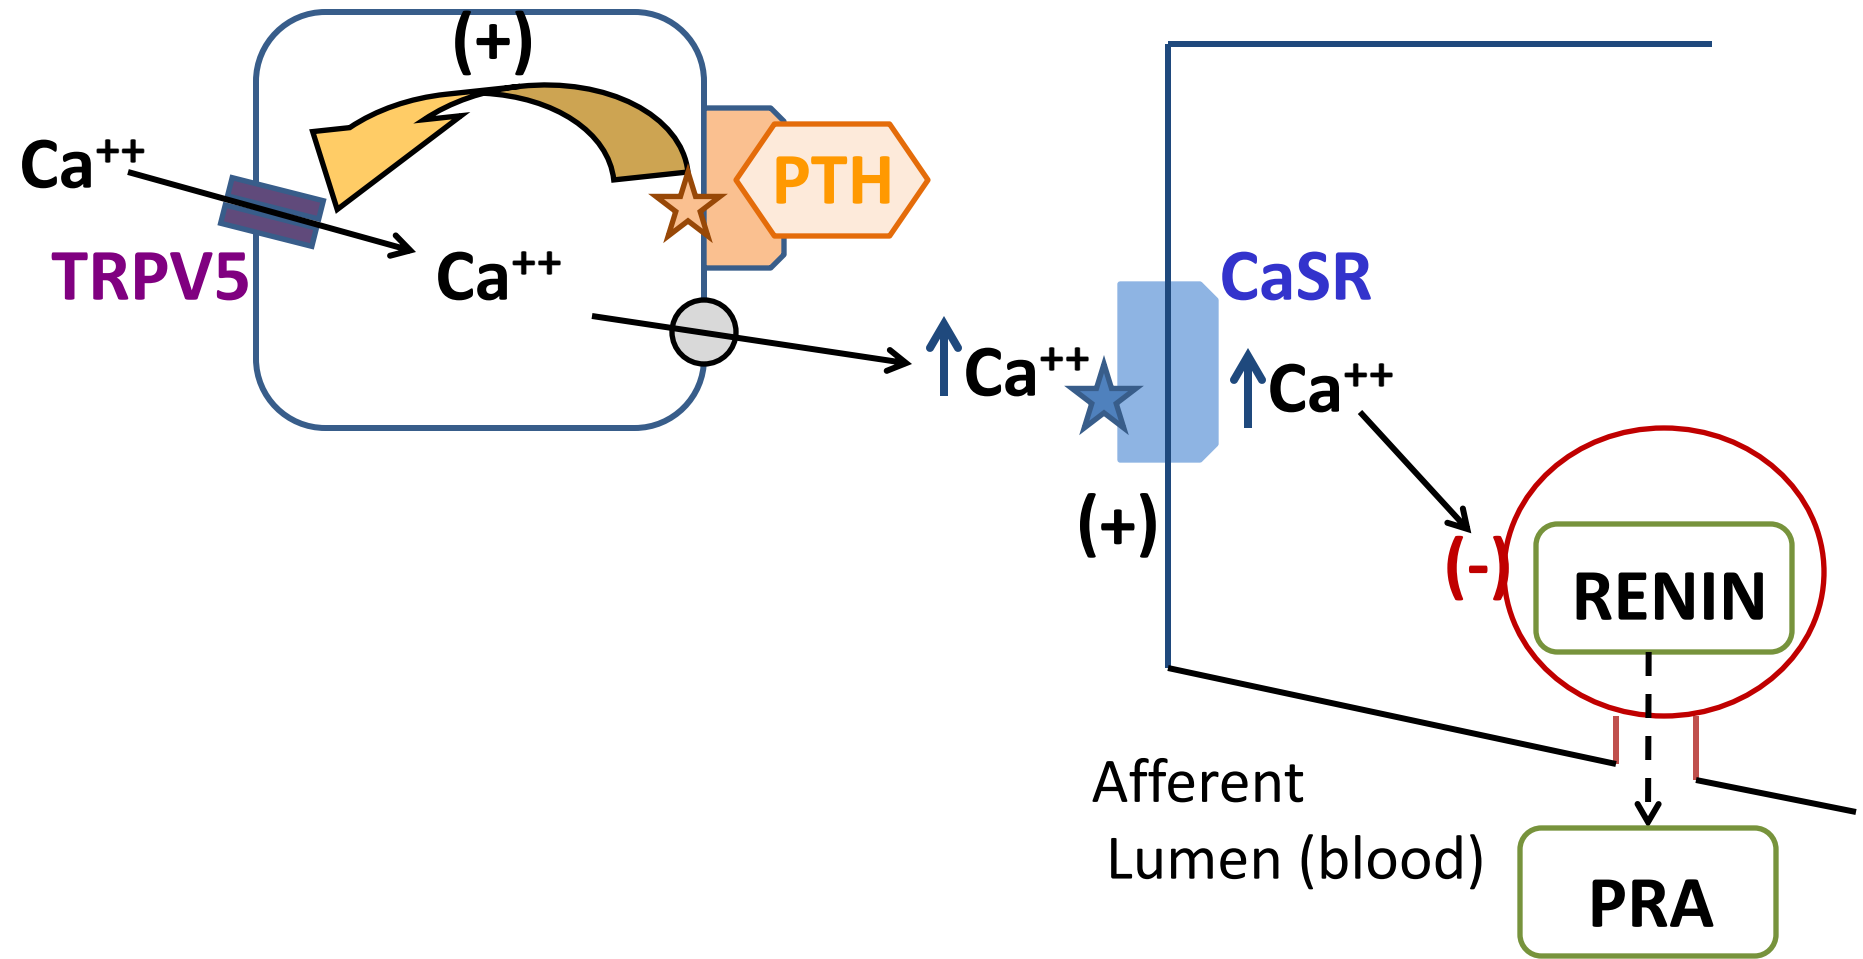 (+)
Ca++
PTH
TRPV5
Ca++
CaSR
Ca++
Ca++
(+)
(-)
RENIN
Afferent
Lumen (blood)
PRA